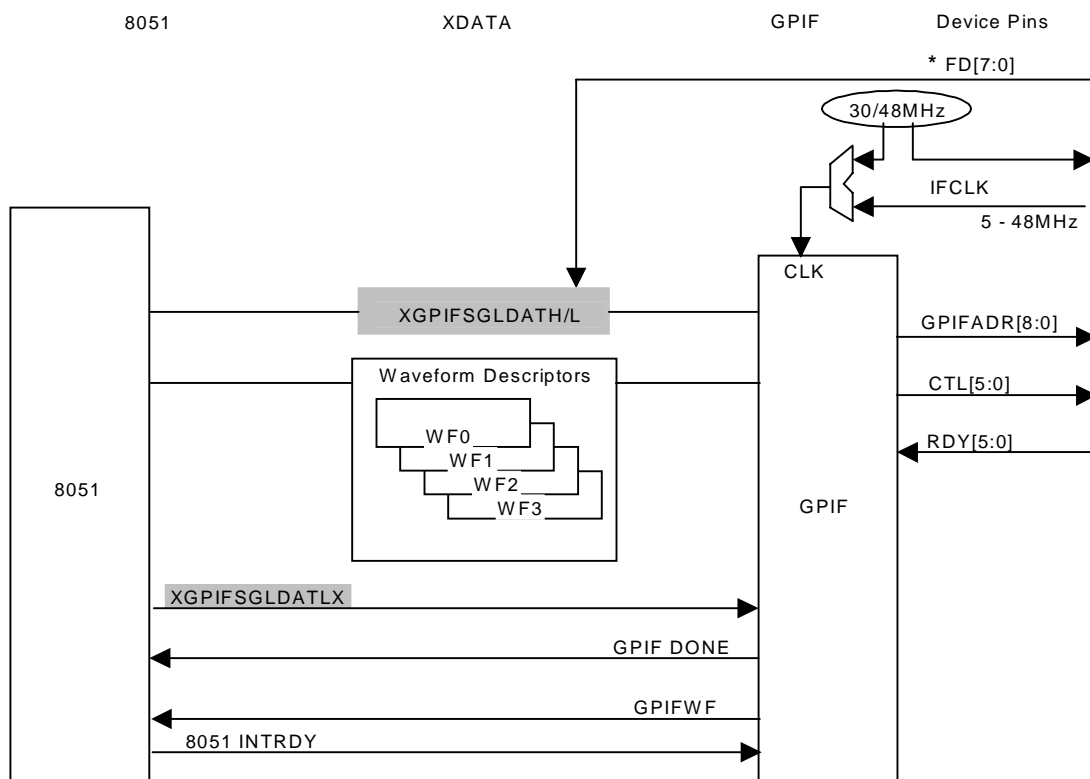 8051 XDATA GPIF Device Pins
* FD[7:0]
30/48MHz
IFCLK
5 - 48MHz
CLK
XGPIFSGLDATH/L
GPIFADR[8:0]
Waveform Descriptors
CTL[5:0]
WF0
RDY[5:0]
WF1
WF2
8051
WF3
GPIF
XGPIFSGLDATLX
GPIF DONE
GPIFWF
8051 INTRDY